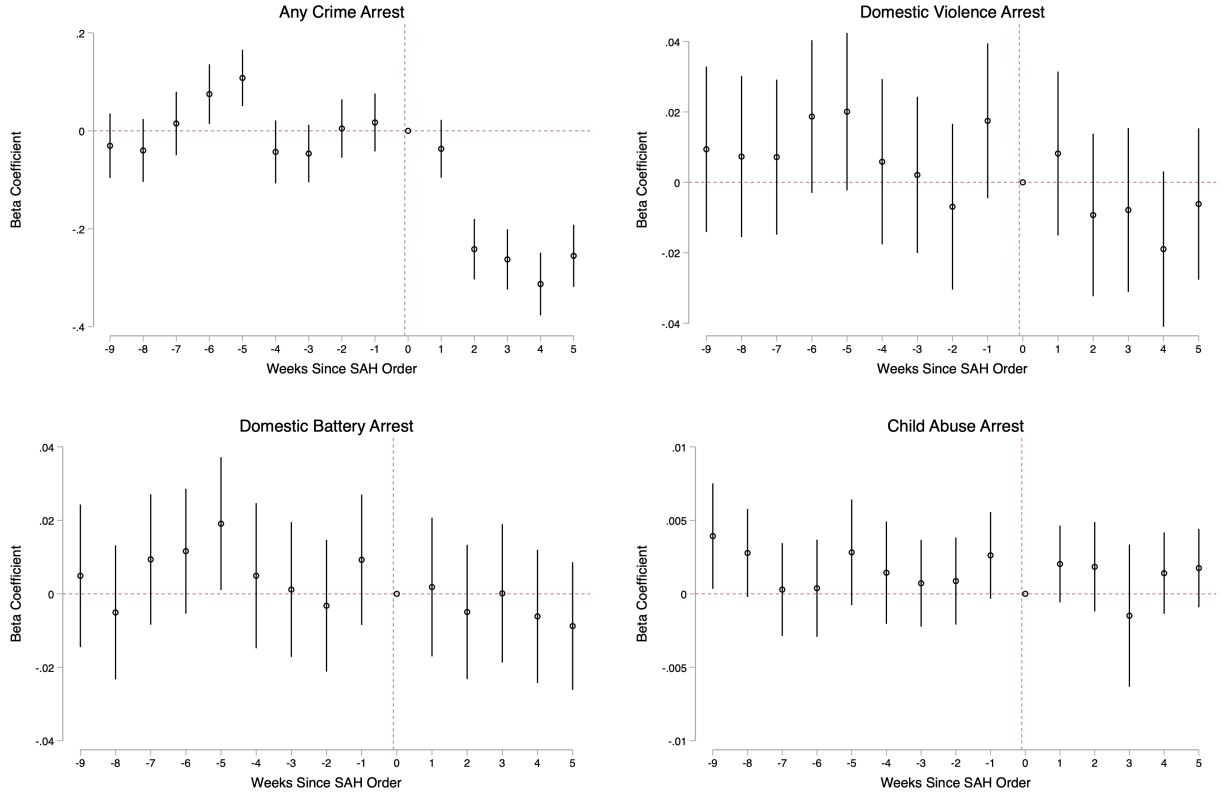 Any Crime Arrest
.2
0
-.2
-.4
Beta Coefficient
-9 -8 -7 -6 -5 -4 -3 -2 -1 0 1 2 3 4 5
Weeks Since SAH Order
Domestic Violence Arrest
.04
.02
0
-.02
-.04
Beta Coefficient
-9 -8 -7 -6 -5 -4 -3 -2 -1 0 1 2 3 4 5
Weeks Since SAH Order
Domestic Battery Arrest
.04
.02
0
-.02
-.04
Beta Coefficient
-9 -8 -7 -6 -5 -4 -3 -2 -1 0 1 2 3 4 5
Weeks Since SAH Order
Child Abuse Arrest
.01
.005
0
-.005
-.01
Beta Coefficient
-9 -8 -7 -6 -5 -4 -3 -2 -1 0 1 2 3 4 5
Weeks Since SAH Order